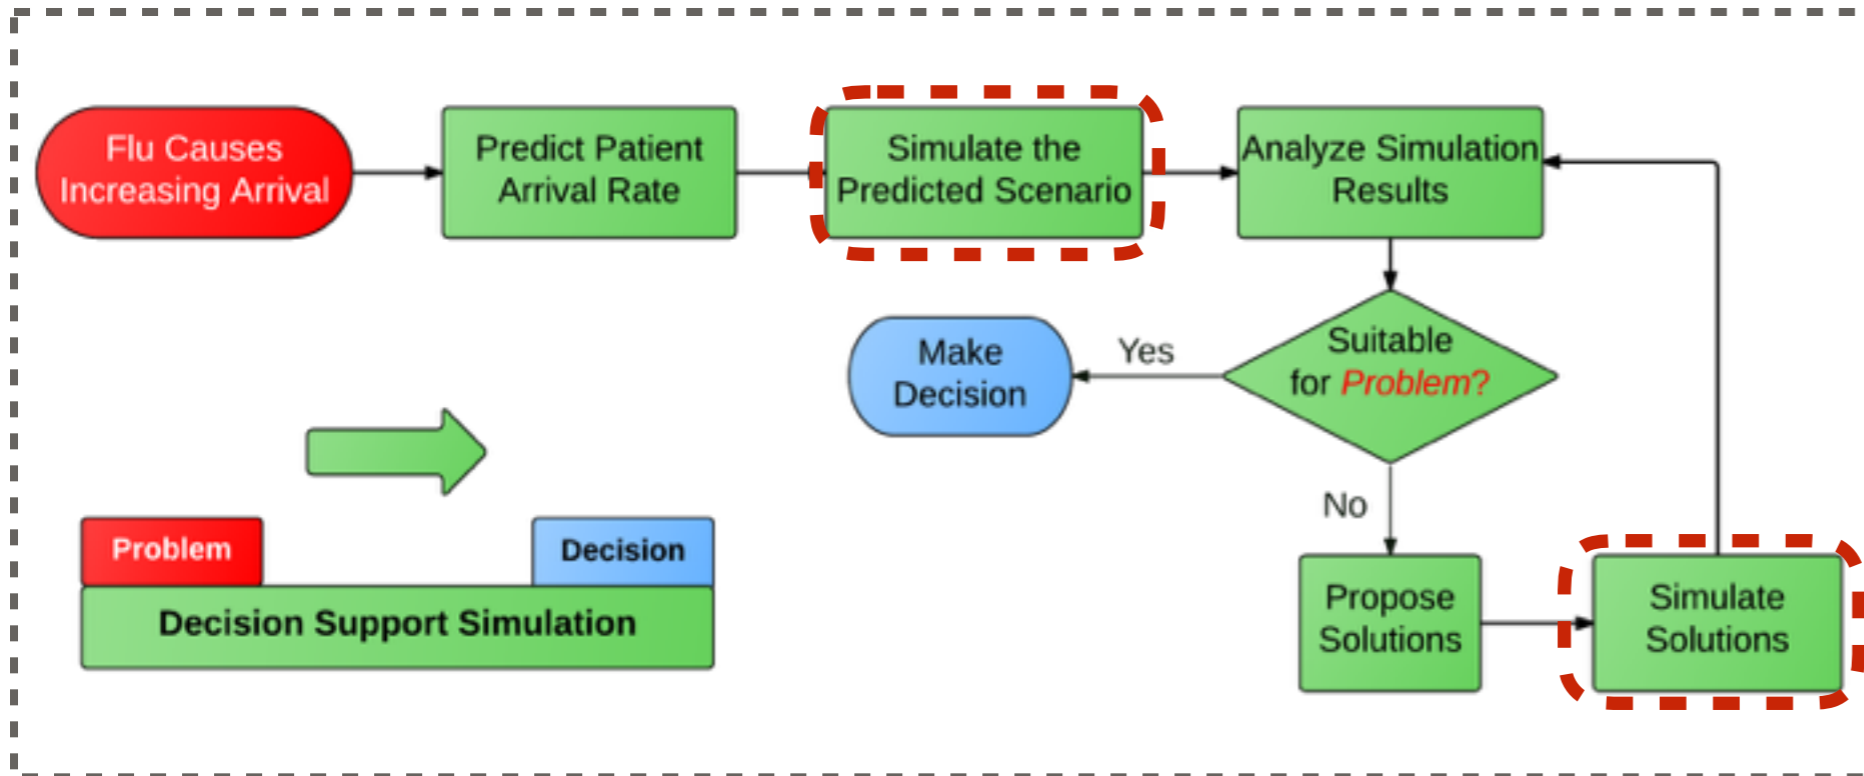 Flu Causes
Increasing Arrival
Predict Patient
Arrival Rate
Simulate the
Predicted Scenario
Analyze Simulation
Results
Suitable
for Problem?
Yes
Make
Decision
No
Propose
Solutions
Simulate
Solutions
Problem
Decision
Decision Support Simulation